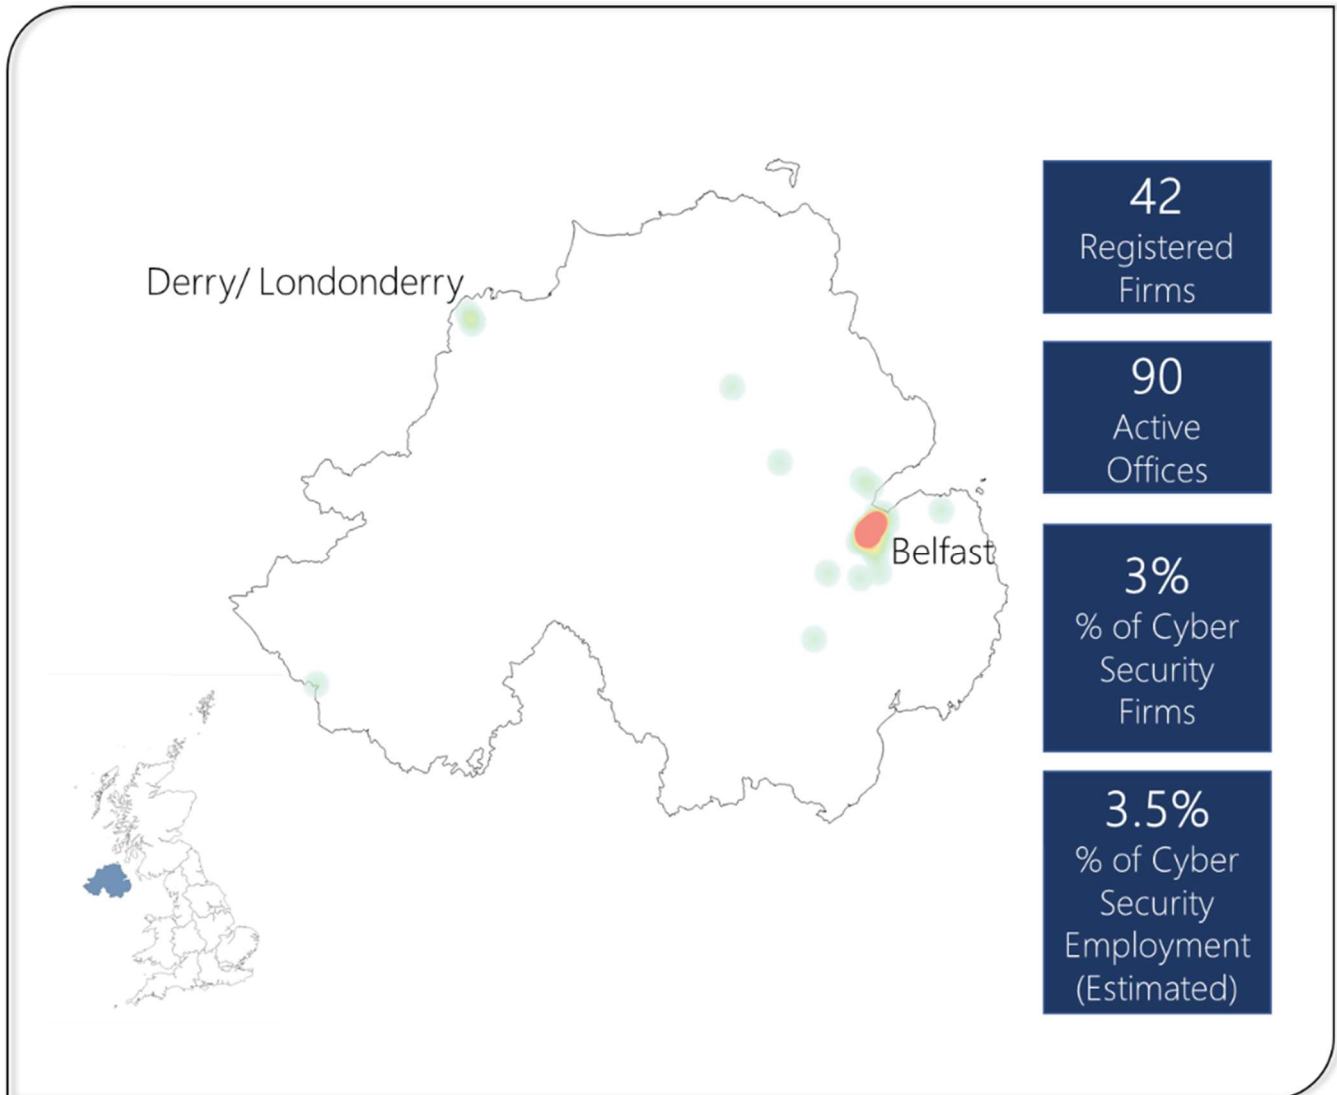 Derry/ Londonderry
Belfast
42
Registered
Firms
90
Active
Offices
3%
% of Cyber
Security
Firms
3.5%
% of Cyber
Security
Employment
(Estimated)